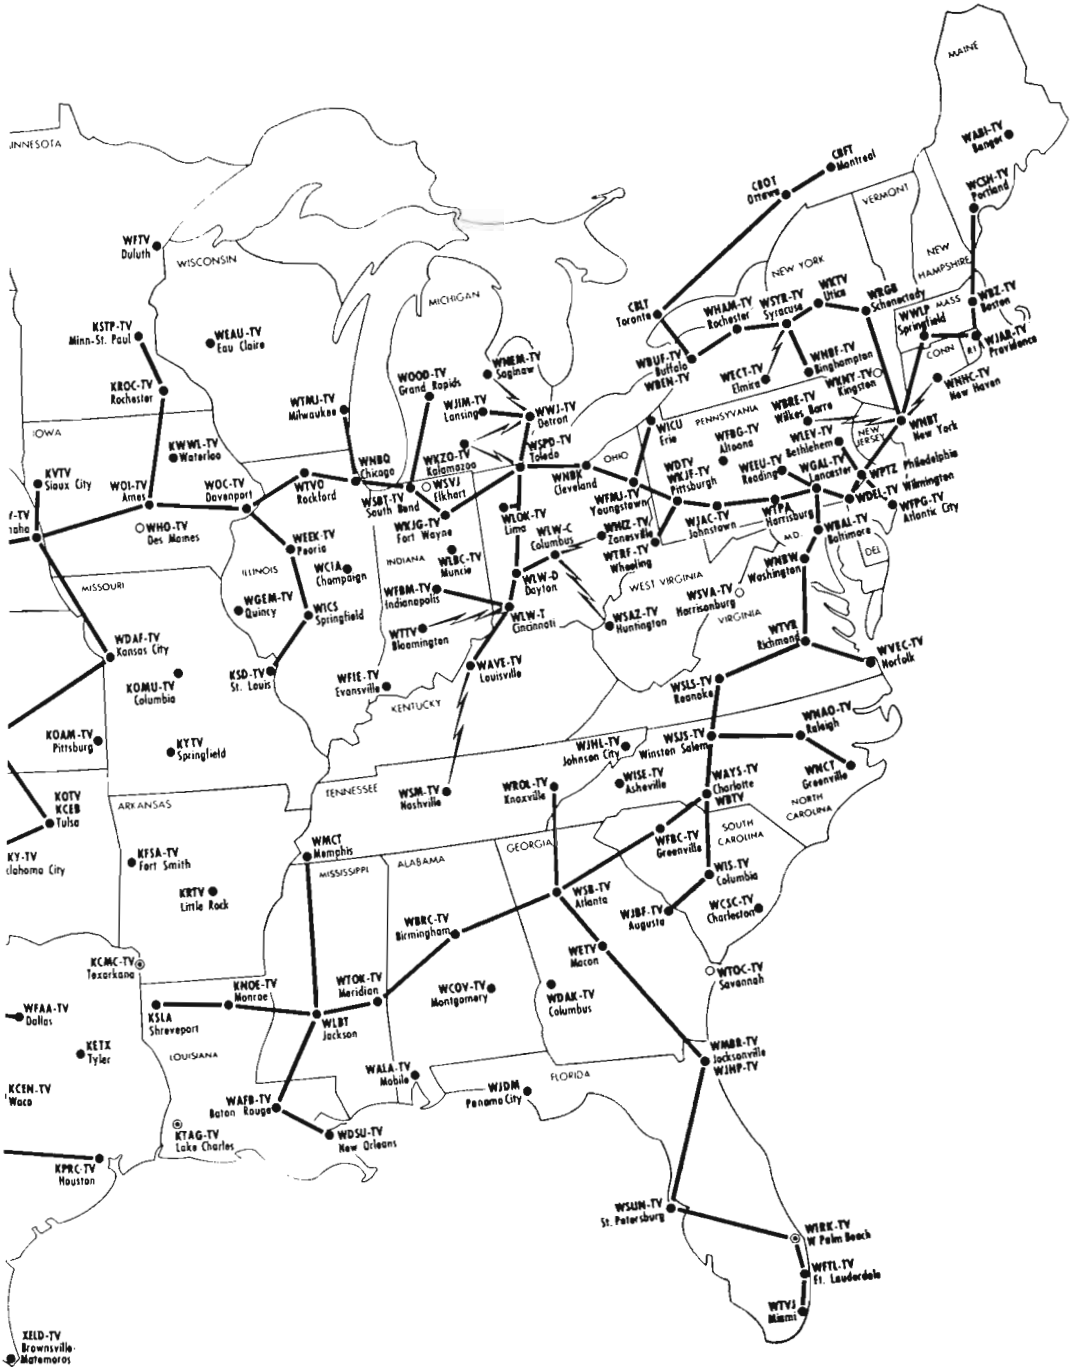 MAINE
INNESOTA
WABI-TV
Bangor
CBFT
Montreal
CBOT
Ottawa
WCSH-TV
Portland
VERMONT
WFTV
Duluth
WISCONSIN
NEW
HAMPSHIRE
NEW YORK
MICHIGAN
CBLT
Toronto
WHAM-TV
Rochester
WSYR-TV
Syracuse
WKTV
Utica
WRGB
Schenectady
WWLP
Springfield
MASS
WBZ-TV
Boston
KSTP-TV
Minn-St. Paul
WEAU-TV
Eau Claire
CONN
RI
WJAR-TV
Providence
WBUF-TV
Buffalo
WBEN-TV
WECT-TV
Elmira
WNBF-TV
Binghampton
WKNY-TV
Kingston
WNHC-TV
New Haven
KROC-TV
Rochester
WOOD-TV
Grand Rapids
WNEM-TV
Saginaw
WTMJ-TV
Milwaukee
WJIM-TV
Lansing
WWJ-TV
Detroit
WICU
Erie
PENNSYLVANIA
WBRE-TV
Wilkes Barre
WNBT
New York
IOWA
KWWL-TV
Waterloo
WFBG-TV
Altoona
WLEV-TV
Bethlehem
NEW
JERSEY
KVTV
Sioux City
WOI-TV
Ames
WOC-TV
Davenport
WTVO
Rockford
WNBQ
Chicago
WKZO-TV
Kalamazoo
WSPD-TV
Toledo
OHIO
WNBK
Cleveland
WDTV
WKJF-TV
Pittsburgh
WEEU-TV
Reading
WGAL-TV
Lancaster
WPTZ Philadelphia
WDEL-TV Wilmington
WFPG-TV
Atlantic City
WSBT-TV
South Bend
WSVJ
Elkhart
WFMJ-TV
Youngstown
WJAC-TV
Johnstown
WTPA
Harrisburg
F-TV
maha
WHO-TV
Des Moines
WKJG-TV
Fort Wayne
WLOK-TV
Lima
WLW-C
Columbus
WHIZ-TV
Zanesville
WTRF-TV
Wheeling
M.D.
WBAL-TV
Baltimore
DEL
WEEK-TV
Peoria
INDIANA
WLBC-TV
Muncie
WNBW
Washington
MISSOURI
ILLINOIS
WCIA
Champaign
WLW-D
Dayton
WEST VIRGINIA
WSVA-TV
Harrisonburg
VIRGINIA
WGEM-TV
Quincy
WICS
Springfield
WFBM-TV
Indianapolis
WLW-T
Cincinnati
WSAZ-TV
Huntington
WTTV
Bloomington
WTVR
Richmond
WVEC-TV
Norfolk
WDAF-TV
Kansas City
KOMU-TV
Columbia
KSD-TV
St. Louis
WFIE-TV
Evansville
WAVE-TV
Louisville
WSLS-TV
Roanoke
KENTUCKY
KOAM-TV
Pittsburg
KYTV
Springfield
WJHL-TV
Johnson City
WSJS-TV
Winston Salem
WNAO-TV
Raleigh
WNCT
Greenville
KOTV
KCEB
Tulsa
ARKANSAS
TENNESSEE
WSM-TV
Nashville
WROL-TV
Knoxville
WISE-TV
Asheville
WAYS-TV
Charlotte
WBTV
NORTH
CAROLINA
KY-TV
clahoma City
KFSA-TV
Fort Smith
WMCT
Memphis
MISSISSIPPI
ALABAMA
GEORGIA
WFBC-TV
Greenville
SOUTH
CAROLINA
KRTV
Little Rock
WSB-TV
Atlanta
WIS-TV
Columbia
WJBF-TV
Augusta
WCSC-TV
Charleston
WBRC-TV
Birmingham
KCMC-TV
Texarkana
WETV
Macon
WTOC-TV
Savannah
KNOE-TV
Monroe
WTOK-TV
Meridian
WCOV-TV
Montgomery
WDAK-TV
Columbus
WFAA-TV
Dallas
KSLA
Shreveport
WLBT
Jackson
KETX
Tyler
LOUISIANA
WMBR-TV
Jacksonville
WJHP-TV
KCEN-TV
Waco
WALA-TV
Mobile
WJDM
Panama City
FLORIDA
WAFB-TV
Baton Rouge
KTAG-TV
Lake Charles
WDSU-TV
New Orleans
KPRC-TV
Houston
WSUN-TV
St. Petersburg
WIRK-TV
W Palm Beach
WFTL-TV
Ft. Lauderdale
WTVJ
Miami
XELD-TV
Brownsville-
Matamoros